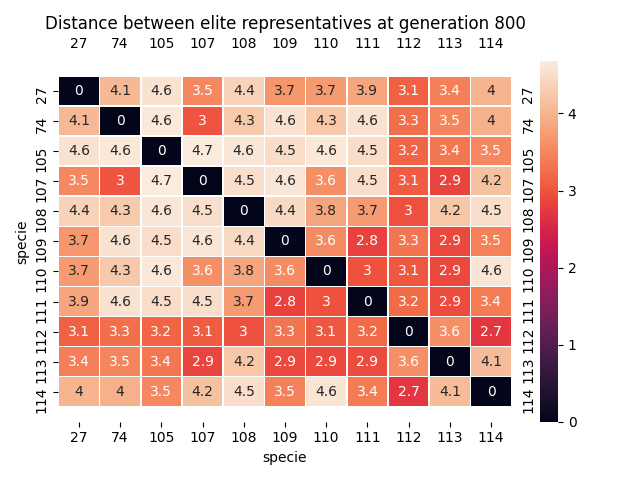 Distance between elite representatives at generation 800
27 74 105 107 108 109 110 111 112 113 114
27 0 4.1 4.6 3.5 4.4 3.7 3.7 3.9 3.1 3.4 4 27
74 4.1 0 4.6 3 4.3 4.6 4.3 4.6 3.3 3.5 4 74
105 4.6 4.6 0 4.7 4.6 4.5 4.6 4.5 3.2 3.4 3.5 105
107 3.5 3 4.7 0 4.5 4.6 3.6 4.5 3.1 2.9 4.2 107
108 4.4 4.3 4.6 4.5 0 4.4 3.8 3.7 3 4.2 4.5 108
109 3.7 4.6 4.5 4.6 4.4 0 3.6 2.8 3.3 2.9 3.5 109
110 3.7 4.3 4.6 3.6 3.8 3.6 0 3 3.1 2.9 4.6 110
111 3.9 4.6 4.5 4.5 3.7 2.8 3 0 3.2 2.9 3.4 111
112 3.1 3.3 3.2 3.1 3 3.3 3.1 3.2 0 3.6 2.7 112
113 3.4 3.5 3.4 2.9 4.2 2.9 2.9 2.9 3.6 0 4.1 113
114 4 4 3.5 4.2 4.5 3.5 4.6 3.4 2.7 4.1 0 114
27 74 105 107 108 109 110 111 112 113 114
specie
specie
4
3
2
1
0